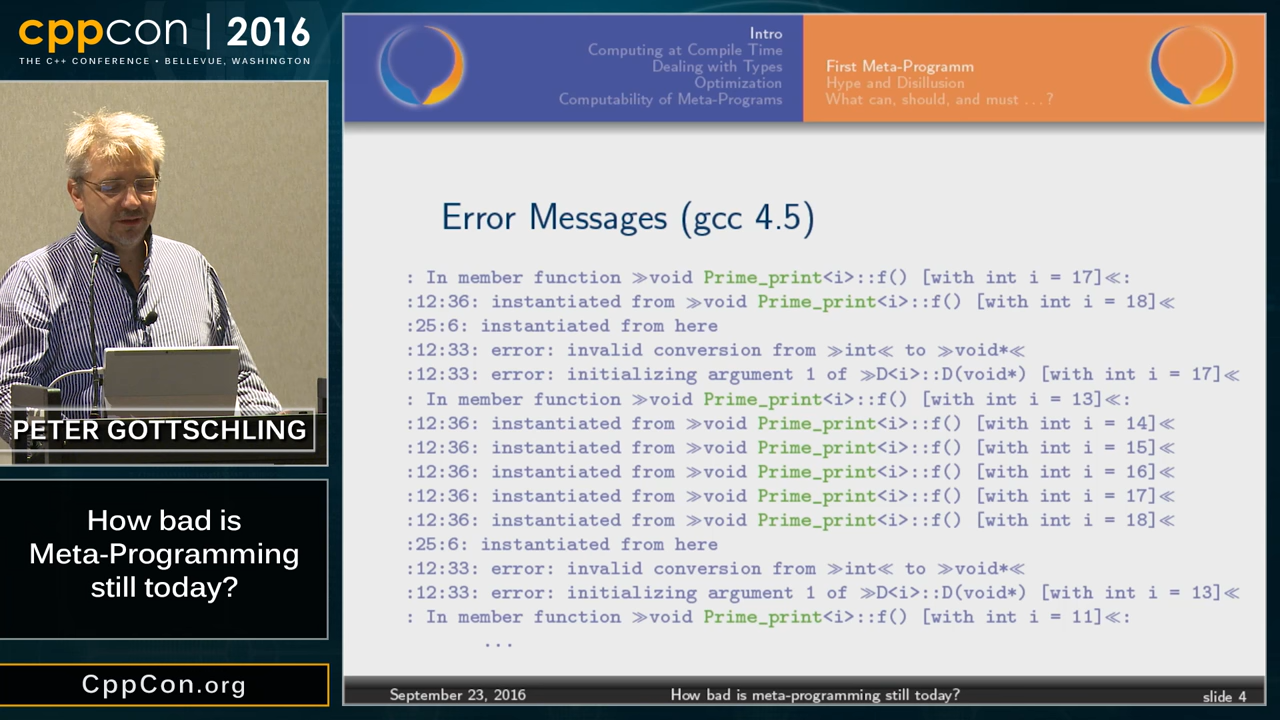 cppcon | 2016
THE C++ CONFERENCE • BELLEVUE, WASHINGTON
PETER GOTTSCHLING
How bad is
Meta-Programming
still today?
CppCon.org
Intro
Computing at Compile Time
Dealing with Types
Optimization
Computability of Meta-Programs
First Meta-Programm
Hype and Disillusion
What can, should, and must ...?
Error Messages (gcc 4.5)
: In member function ≫void Prime_print<i>::f() [with int i = 17]≪:
:12:36: instantiated from ≫void Prime_print<i>::f() [with int i = 18]≪
:25:6: instantiated from here
:12:33: error: invalid conversion from ≫int≪ to ≫void*≪
:12:33: error: initializing argument 1 of ≫D<i>::D(void*) [with int i = 17]≪
: In member function ≫void Prime_print<i>::f() [with int i = 13]≪:
:12:36: instantiated from ≫void Prime_print<i>::f() [with int i = 14]≪
:12:36: instantiated from ≫void Prime_print<i>::f() [with int i = 15]≪
:12:36: instantiated from ≫void Prime_print<i>::f() [with int i = 16]≪
:12:36: instantiated from ≫void Prime_print<i>::f() [with int i = 17]≪
:12:36: instantiated from ≫void Prime_print<i>::f() [with int i = 18]≪
:25:6: instantiated from here
:12:33: error: invalid conversion from ≫int≪ to ≫void*≪
:12:33: error: initializing argument 1 of ≫D<i>::D(void*) [with int i = 13]≪
: In member function ≫void Prime_print<i>::f() [with int i = 11]≪:
...
September 23, 2016
How bad is meta-programming still today?
slide 4